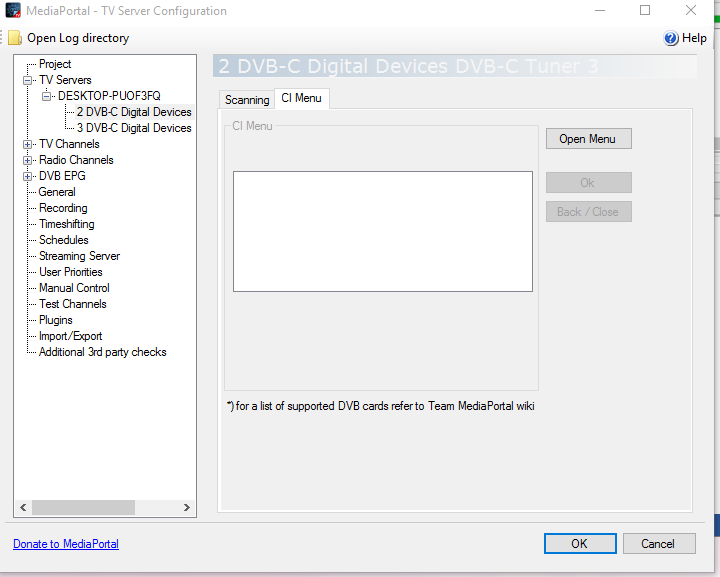 MediaPortal - TV Server Configuration
Open Log directory
Help
Project
TV Servers
DESKTOP-PUOF3FQ
2 DVB-C Digital Devices
3 DVB-C Digital Devices
TV Channels
Radio Channels
DVB EPG
General
Recording
Timeshifting
Schedules
Streaming Server
User Priorities
Manual Control
Test Channels
Plugins
Import/Export
Additional 3rd party checks
2 DVB-C Digital Devices DVB-C Tuner 3
Scanning
CI Menu
CI Menu
Open Menu
Ok
Back / Close
*) for a list of supported DVB cards refer to Team MediaPortal wiki
Donate to MediaPortal
OK
Cancel